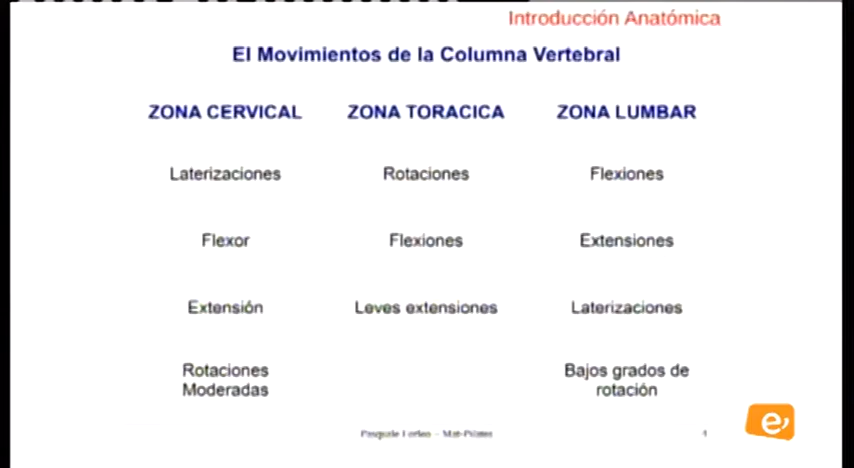 Introducción Anatómica
El Movimientos de la Columna Vertebral
ZONA CERVICAL ZONA TORACICA ZONA LUMBAR
Laterizaciones Rotaciones Flexiones
Flexor Flexiones Extensiones
Extensión Leves extensiones Laterizaciones
Rotaciones Moderadas Bajos grados de rotación
e